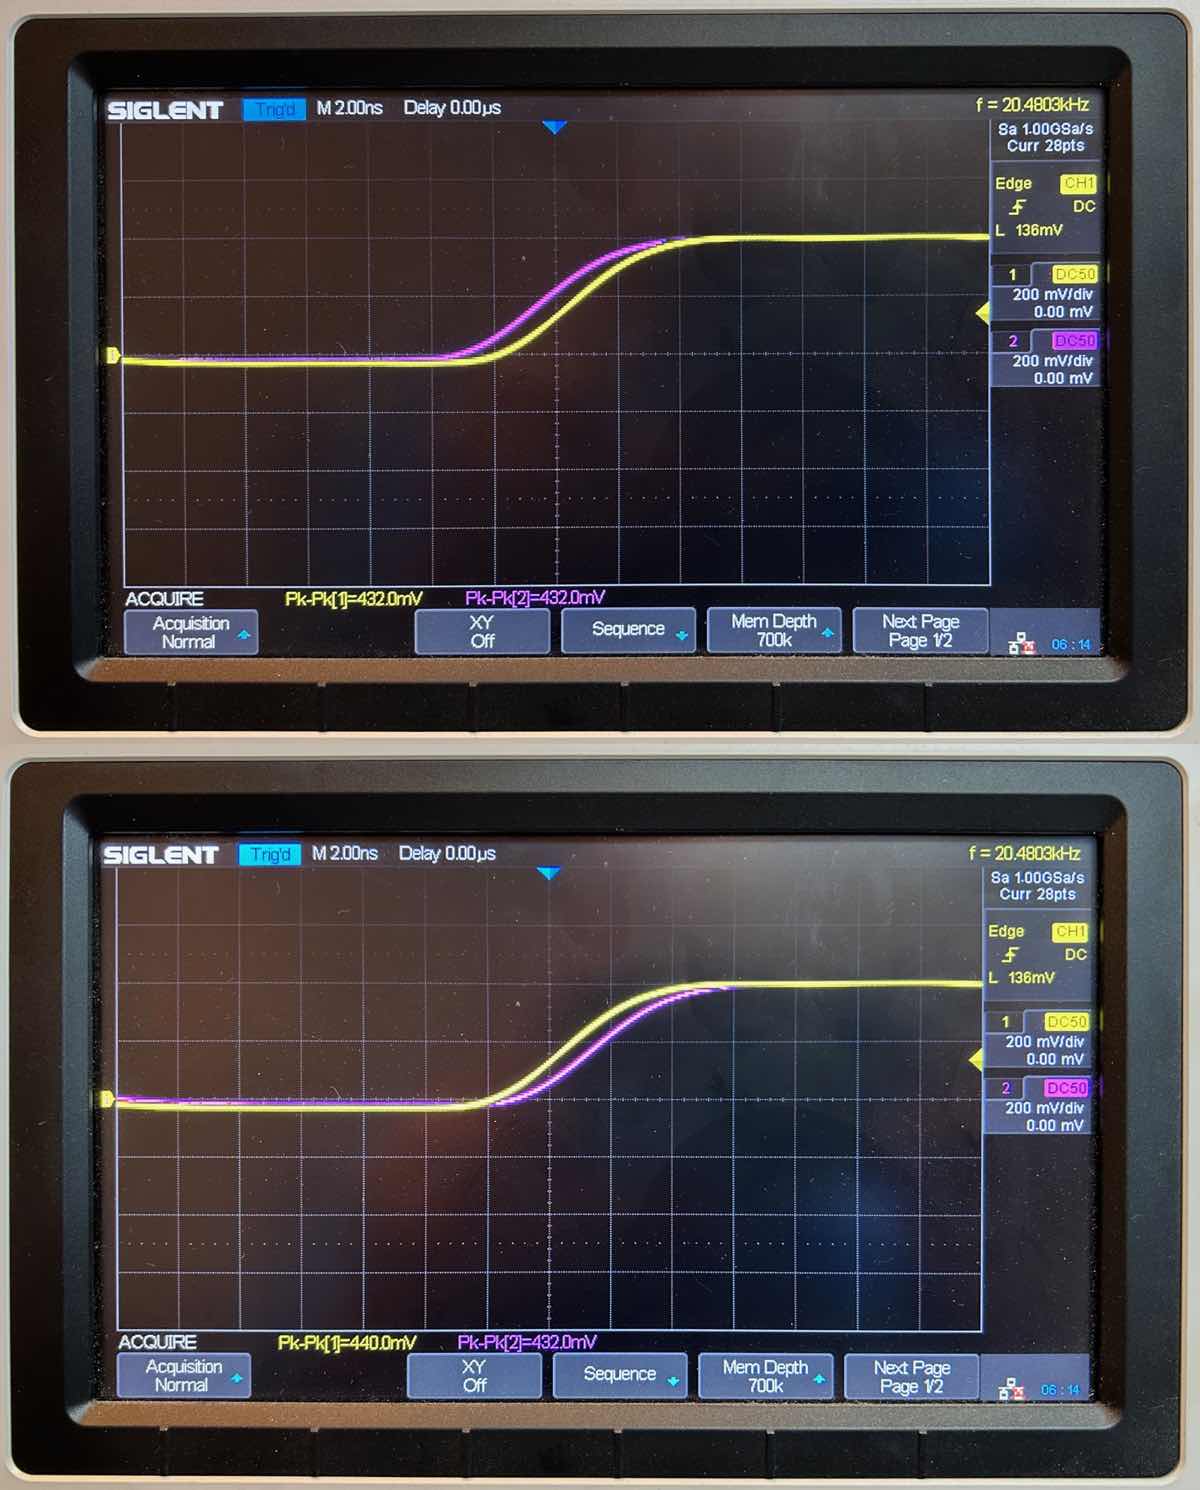 SIGLENT Trig'd M 2.00ns Delay 0.00µs f = 20.4803kHz
Sa 1.00GSa/s
Curr 28pts
Edge CH1
DC
L 136mV
1 DC50
200 mV/div
0.00 mV
2 DC50
200 mV/div
0.00 mV
ACQUIRE Pk-Pk[1]=432.0mV Pk-Pk[2]=432.0mV
Acquisition
Normal
XY
Off
Sequence
Mem Depth
700k
Next Page
Page 1/2
06:14
SIGLENT Trig'd M 2.00ns Delay 0.00µs f = 20.4803kHz
Sa 1.00GSa/s
Curr 28pts
Edge CH1
DC
L 136mV
1 DC50
200 mV/div
0.00 mV
2 DC50
200 mV/div
0.00 mV
ACQUIRE Pk-Pk[1]=440.0mV Pk-Pk[2]=432.0mV
Acquisition
Normal
XY
Off
Sequence
Mem Depth
700k
Next Page
Page 1/2
06:14